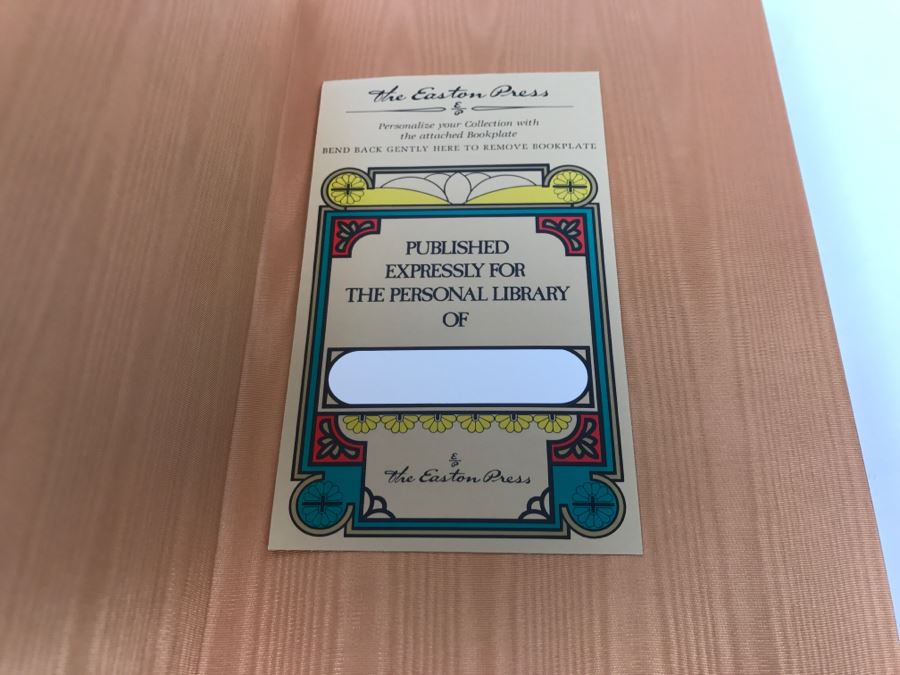 the Easton Press
Personalize your Collection with
the attached Bookplate
BEND BACK GENTLY HERE TO REMOVE BOOKPLATE
PUBLISHED
EXPRESSLY FOR
THE PERSONAL LIBRARY
OF
the Easton Press